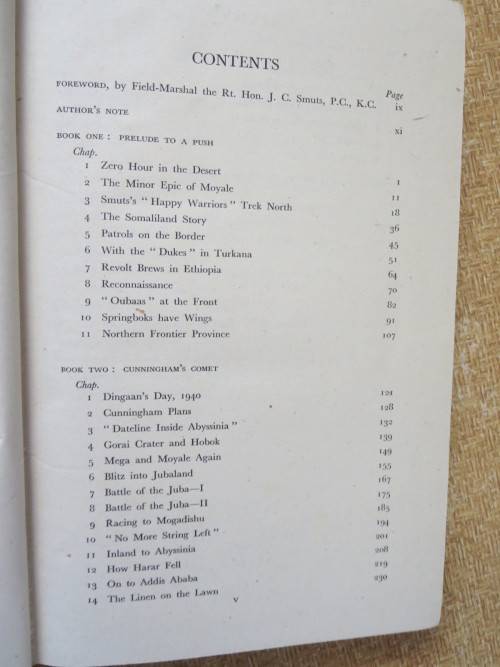 CONTENTS
Page
FOREWORD, by Field-Marshal the Rt. Hon. J. C. Smuts, P.C., K.C. ix
AUTHOR'S NOTE xi
BOOK ONE : PRELUDE TO A PUSH
Chap.
1 Zero Hour in the Desert 1
2 The Minor Epic of Moyale 11
3 Smuts's "Happy Warriors" Trek North 18
4 The Somaliland Story 36
5 Patrols on the Border 45
6 With the "Dukes" in Turkana 51
7 Revolt Brews in Ethiopia 64
8 Reconnaissance 70
9 "Oubaas" at the Front 82
10 Springboks have Wings 91
11 Northern Frontier Province 107
BOOK TWO : CUNNINGHAM'S COMET
Chap.
1 Dingaan's Day, 1940 121
2 Cunningham Plans 128
3 "Dateline Inside Abyssinia" 132
4 Gorai Crater and Hobok 139
5 Mega and Moyale Again 149
6 Blitz into Jubaland 155
7 Battle of the Juba—I 167
8 Battle of the Juba—II 175
9 Racing to Mogadishu 185
10 "No More String Left" 194
11 Inland to Abyssinia 201
12 How Harar Fell 208
13 On to Addis Ababa 219
14 The Linen on the Lawn 230
v